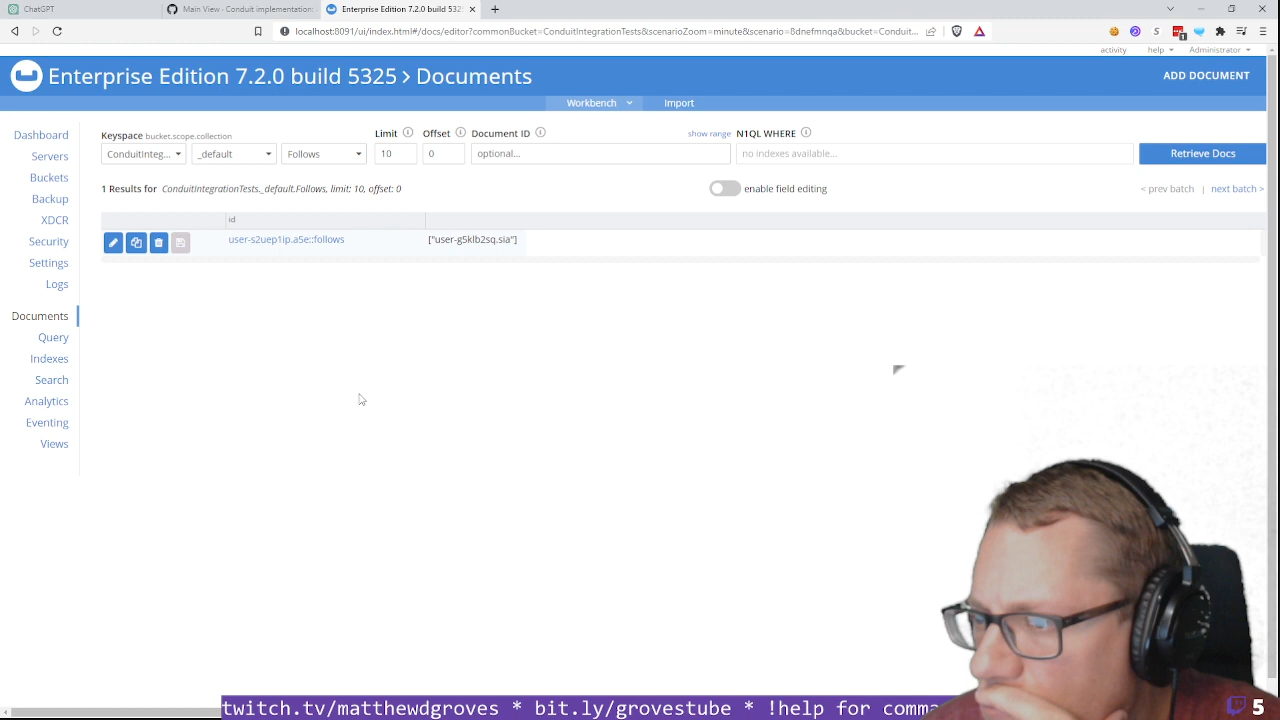 ChatGPT
Main View · Conduit implementation:
Enterprise Edition 7.2.0 build 5325
localhost:8091/ui/index.html#/docs/editor?commonBucket=ConduitIntegrationTests&scenarioZoom=minute&scenario=8dnefmnqa&bucket=Conduit...
1
activity
help
Administrator
Enterprise Edition 7.2.0 build 5325 > Documents
ADD DOCUMENT
Workbench
Import
Dashboard
Servers
Buckets
Backup
XDCR
Security
Settings
Logs
Documents
Query
Indexes
Search
Analytics
Eventing
Views
Keyspace bucket.scope.collection
Limit
Offset
Document ID
show range
N1QL WHERE
ConduitInteg...
_default
Follows
10
0
optional...
no indexes available...
Retrieve Docs
1 Results for ConduitIntegrationTests._default.Follows, limit: 10, offset: 0
enable field editing
< prev batch | next batch >
id
user-s2uep1ip.a5e::follows
["user-g5klb2sq.sia"]
twitch.tv/matthewdgroves * bit.ly/grovestube * !help for comma
5